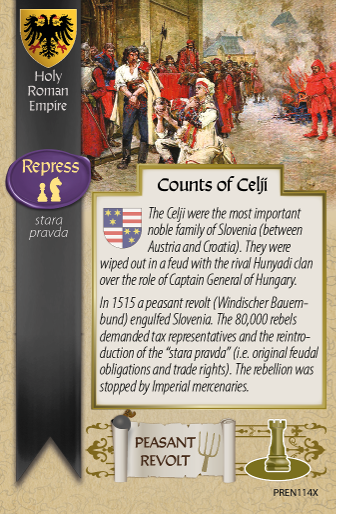 Holy
Roman
Empire
Repress
stara
pravda
Counts of Celji
The Celji were the most important
noble family of Slovenia (between
Austria and Croatia). They were
wiped out in a feud with the rival Hunyadi clan
over the role of Captain General of Hungary.
In 1515 a peasant revolt (Windischer Bauern-
bund) engulfed Slovenia. The 80,000 rebels
demanded tax representatives and the reintro-
duction of the “stara pravda” (i.e. original feudal
obligations and trade rights). The rebellion was
stopped by Imperial mercenaries.
PEASANT
REVOLT
PREN114X